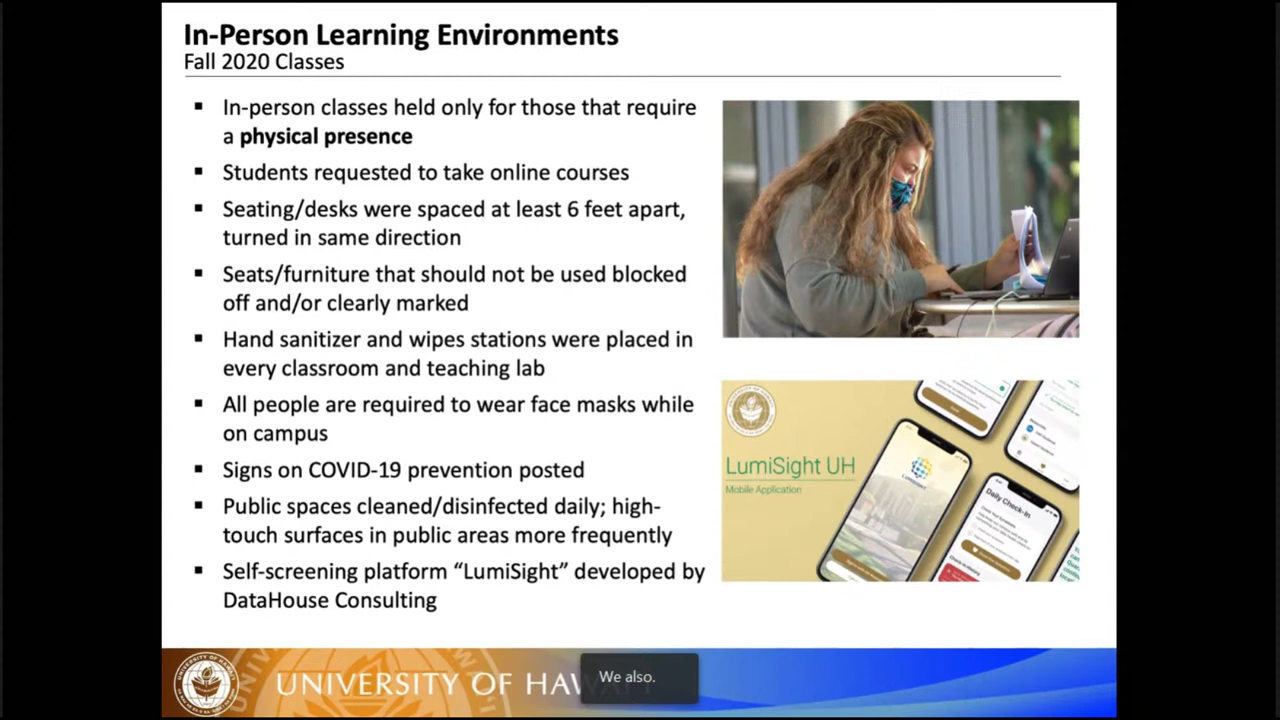 In-Person Learning Environments
Fall 2020 Classes
▪ In-person classes held only for those that require
a physical presence
▪ Students requested to take online courses
▪ Seating/desks were spaced at least 6 feet apart,
turned in same direction
▪ Seats/furniture that should not be used blocked
off and/or clearly marked
▪ Hand sanitizer and wipes stations were placed in
every classroom and teaching lab
▪ All people are required to wear face masks while
on campus
▪ Signs on COVID-19 prevention posted
▪ Public spaces cleaned/disinfected daily; high-
touch surfaces in public areas more frequently
▪ Self-screening platform “LumiSight” developed by
DataHouse Consulting
LumiSight UH
Mobile Application
Daily Check-In
UNIVERSITY OF
We also.